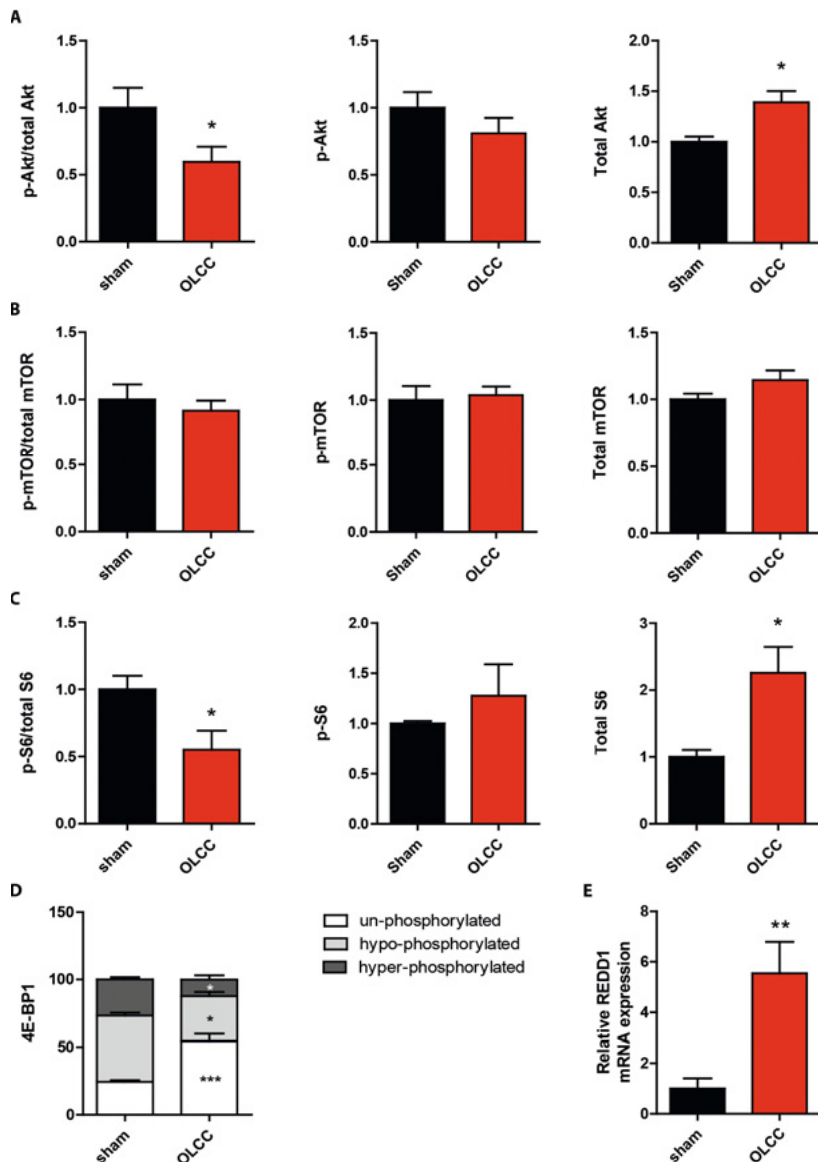 A
p-Akt/total Akt
1.5
1.0
0.5
0.0
*
sham
OLCC
p-Akt
1.5
1.0
0.5
0.0
Sham
OLCC
Total Akt
2.0
1.5
1.0
0.5
0.0
*
Sham
OLCC
B
p-mTOR/total mTOR
1.5
1.0
0.5
0.0
sham
OLCC
p-mTOR
1.5
1.0
0.5
0.0
Sham
OLCC
Total mTOR
1.5
1.0
0.5
0.0
Sham
OLCC
C
p-S6/total S6
1.5
1.0
0.5
0.0
*
sham
OLCC
p-S6
2.0
1.5
1.0
0.5
0.0
Sham
OLCC
Total S6
3
2
1
0
*
Sham
OLCC
D
4E-BP1
150
100
50
0
*
*
***
sham
OLCC
un-phosphorylated
hypo-phosphorylated
hyper-phosphorylated
E
Relative REDD1
mRNA expression
8
6
4
2
0
**
sham
OLCC